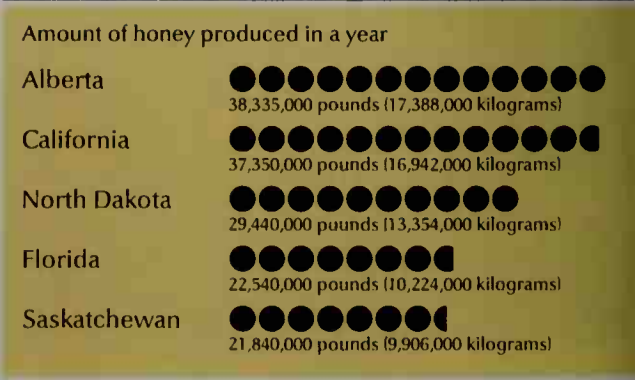 Amount of honey produced in a year
Alberta
38,335,000 pounds (17,388,000 kilograms)
California
37,350,000 pounds (16,942,000 kilograms)
North Dakota
29,440,000 pounds (13,354,000 kilograms)
Florida
22,540,000 pounds (10,224,000 kilograms)
Saskatchewan
21,840,000 pounds (9,906,000 kilograms)